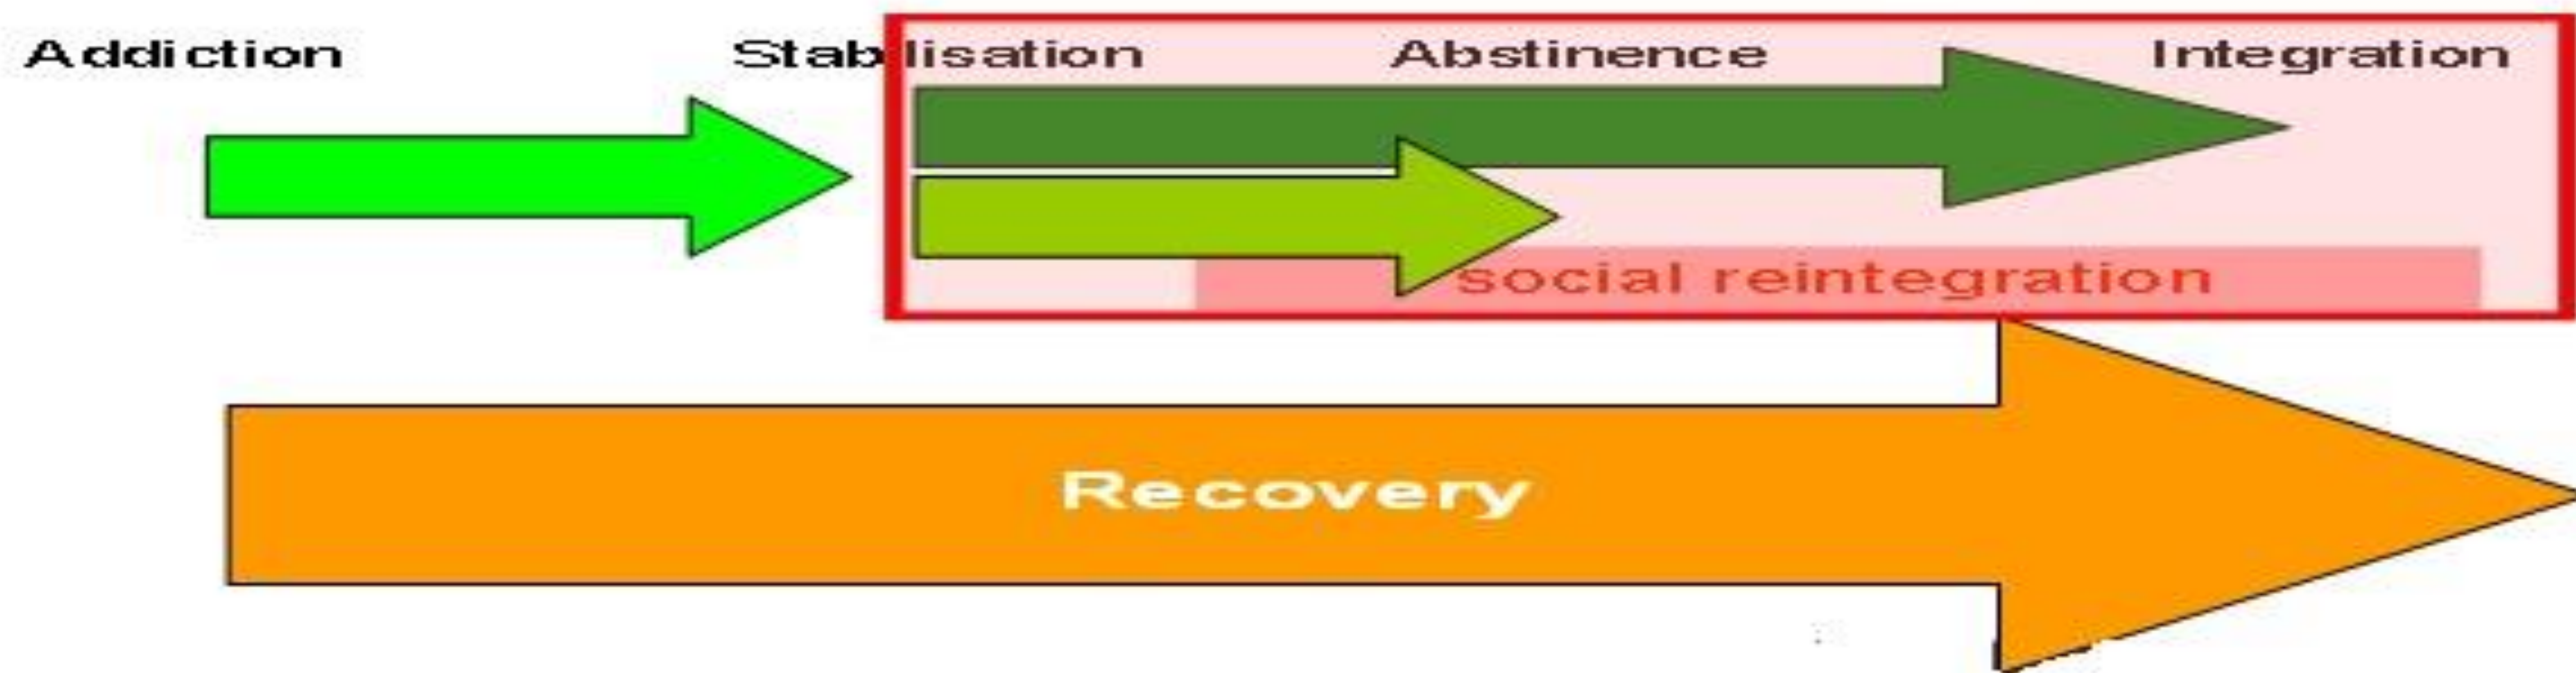 Addiction Stabilisation Abstinence Integration
social reintegration
Recovery